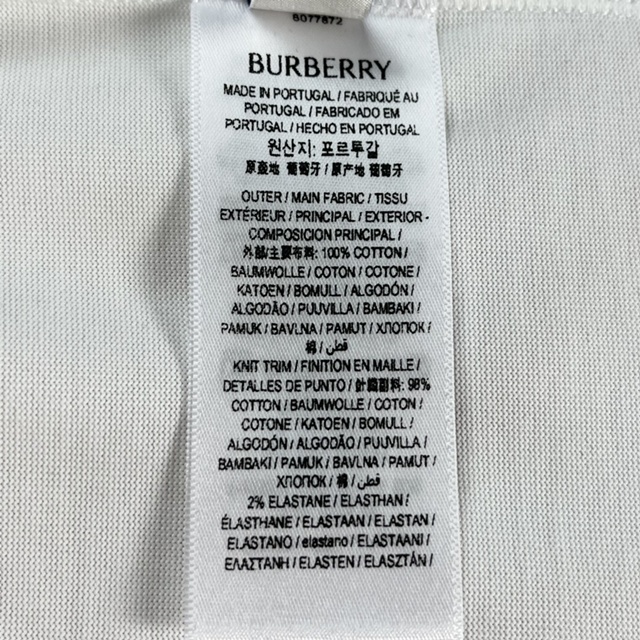 8077872
BURBERRY
MADE IN PORTUGAL / FABRIQUÉ AU
PORTUGAL / FABRICADO EM
PORTUGAL / HECHO EN PORTUGAL
원산지: 포르투갈
原產地 葡萄牙 / 原产地 葡萄牙
OUTER / MAIN FABRIC / TISSU
EXTÉRIEUR / PRINCIPAL / EXTERIOR -
COMPOSICION PRINCIPAL /
外部/主要布料: 100% COTTON /
BAUMWOLLE / COTON / COTONE /
KATOEN / BOMULL / ALGODÓN /
ALGODÃO / PUUVILLA / BAMBAKI /
PAMUK / BAVLNA / PAMUT / ХЛОПОК /
棉 / قطن /
KNIT TRIM / FINITION EN MAILLE /
DETALLES DE PUNTO / 針織副料: 98%
COTTON / BAUMWOLLE / COTON /
COTONE / KATOEN / BOMULL /
ALGODÓN / ALGODÃO / PUUVILLA /
BAMBAKI / PAMUK / BAVLNA / PAMUT /
ХЛОПОК / 棉 / قطن /
2% ELASTANE / ELASTHAN /
ÉLASTHANE / ELASTAAN / ELASTAN /
ELASTANO / elastano / ELASTAANI /
ΕΛΑΣΤΑΝΗ / ELASTEN / ELASZTÁN /